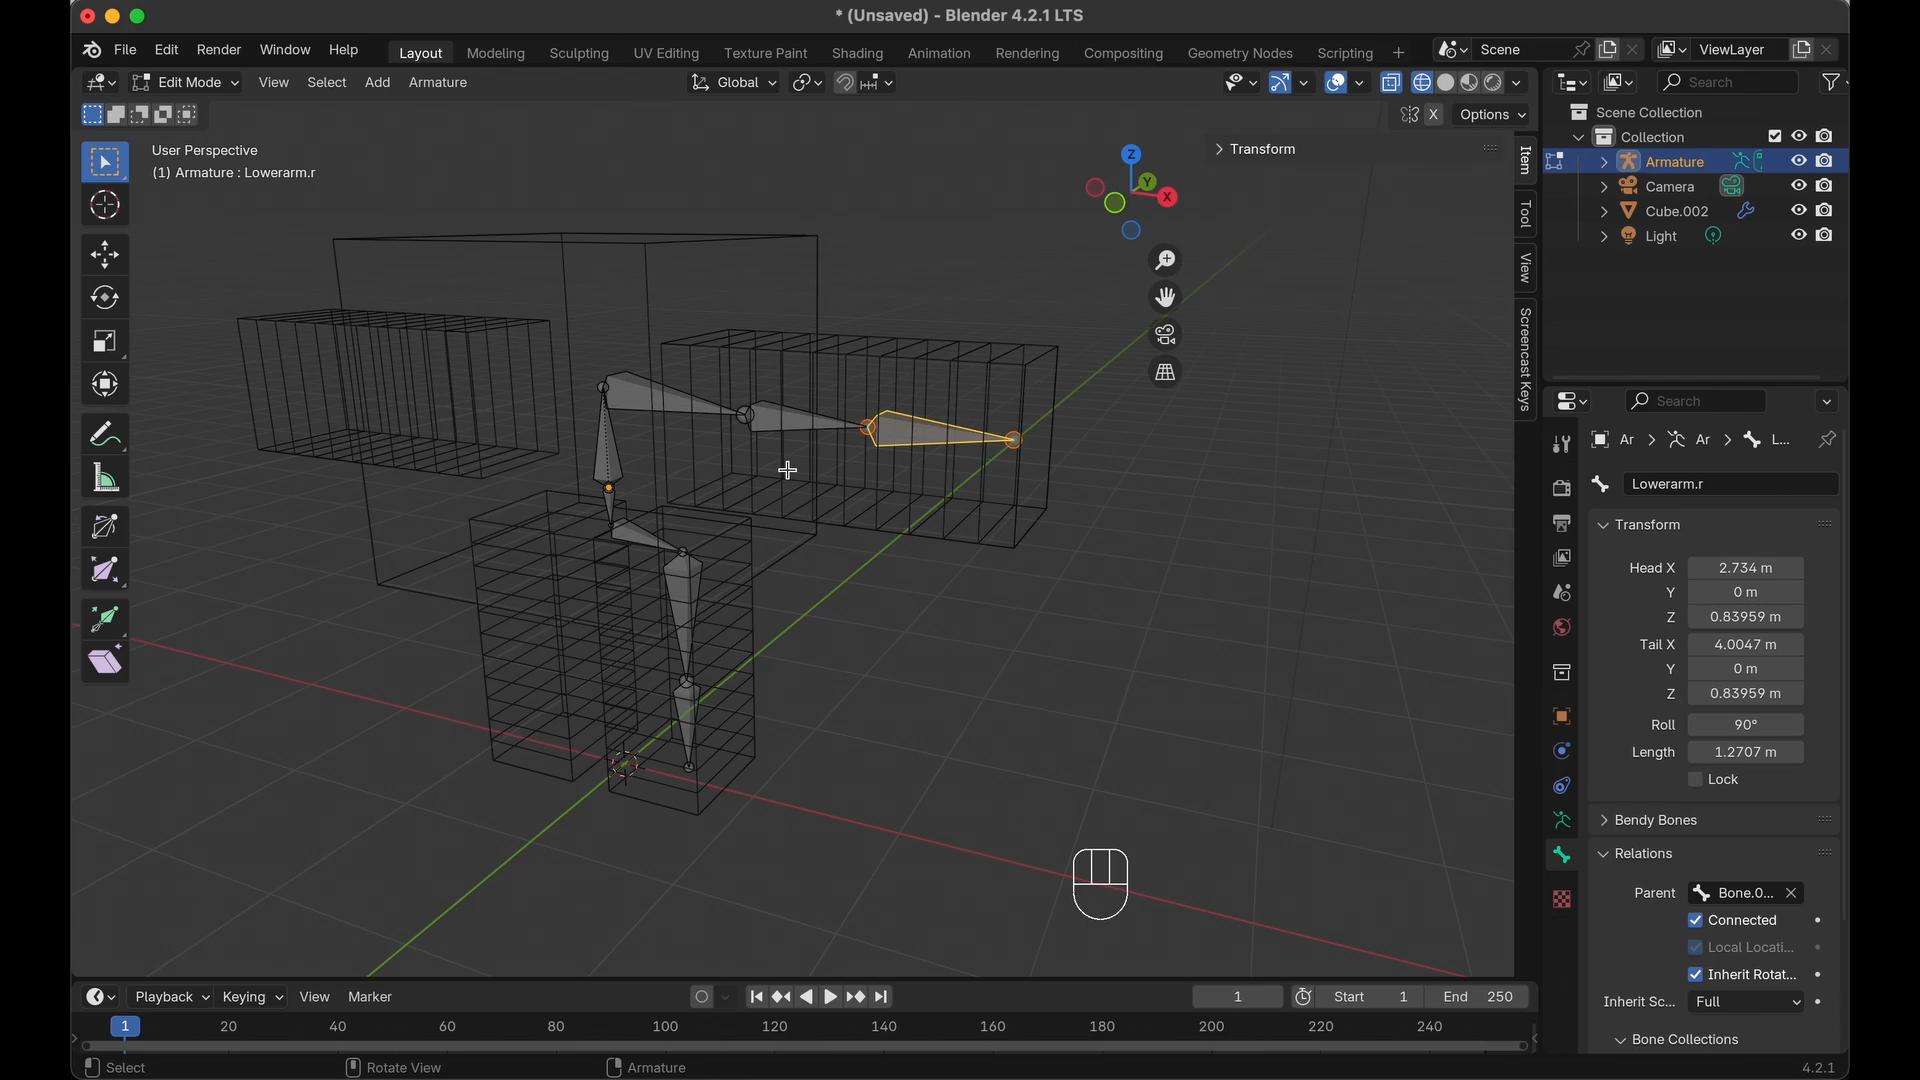 * (Unsaved) - Blender 4.2.1 LTS
File Edit Render Window Help Layout Modeling Sculpting UV Editing Texture Paint Shading Animation Rendering Compositing Geometry Nodes Scripting + Scene ViewLayer
Edit Mode View Select Add Armature Global Search
X Options
User Perspective
(1) Armature : Lowerarm.r
Transform
Z
Y
X
Item
Tool
View
Screencast Keys
Scene Collection
Collection
Armature
Camera
Cube.002
Light
Search
Ar Ar L...
Lowerarm.r
Transform
Head X 2.734 m
Y 0 m
Z 0.83959 m
Tail X 4.0047 m
Y 0 m
Z 0.83959 m
Roll 90°
Length 1.2707 m
Lock
Bendy Bones
Relations
Parent Bone.0...
Connected
Local Locati...
Inherit Rotat...
Inherit Sc... Full
Bone Collections
Playback Keying View Marker 1 Start 1 End 250
1 20 40 60 80 100 120 140 160 180 200 220 240
Select Rotate View Armature 4.2.1